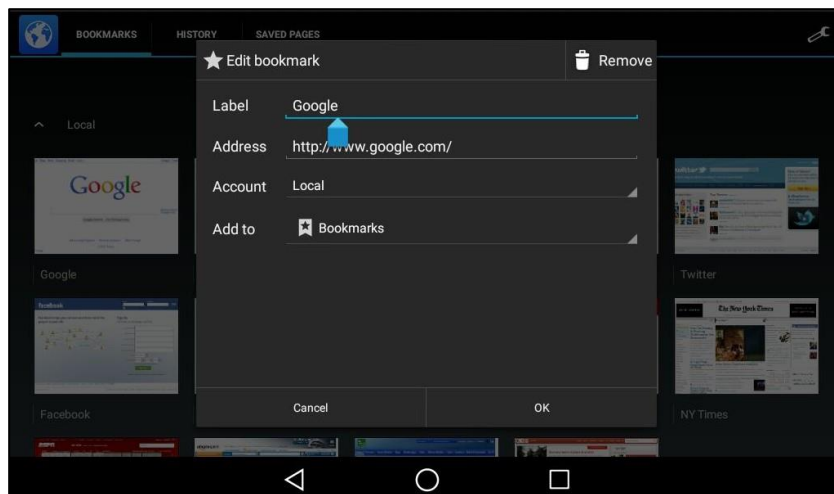 BOOKMARKS HISTORY SAVED PAGES
Edit bookmark Remove
Label Google
Address http://www.google.com/
Account Local
Add to Bookmarks
Cancel OK
Local
Google
Google Twitter
facebook The New York Times
Facebook NY Times